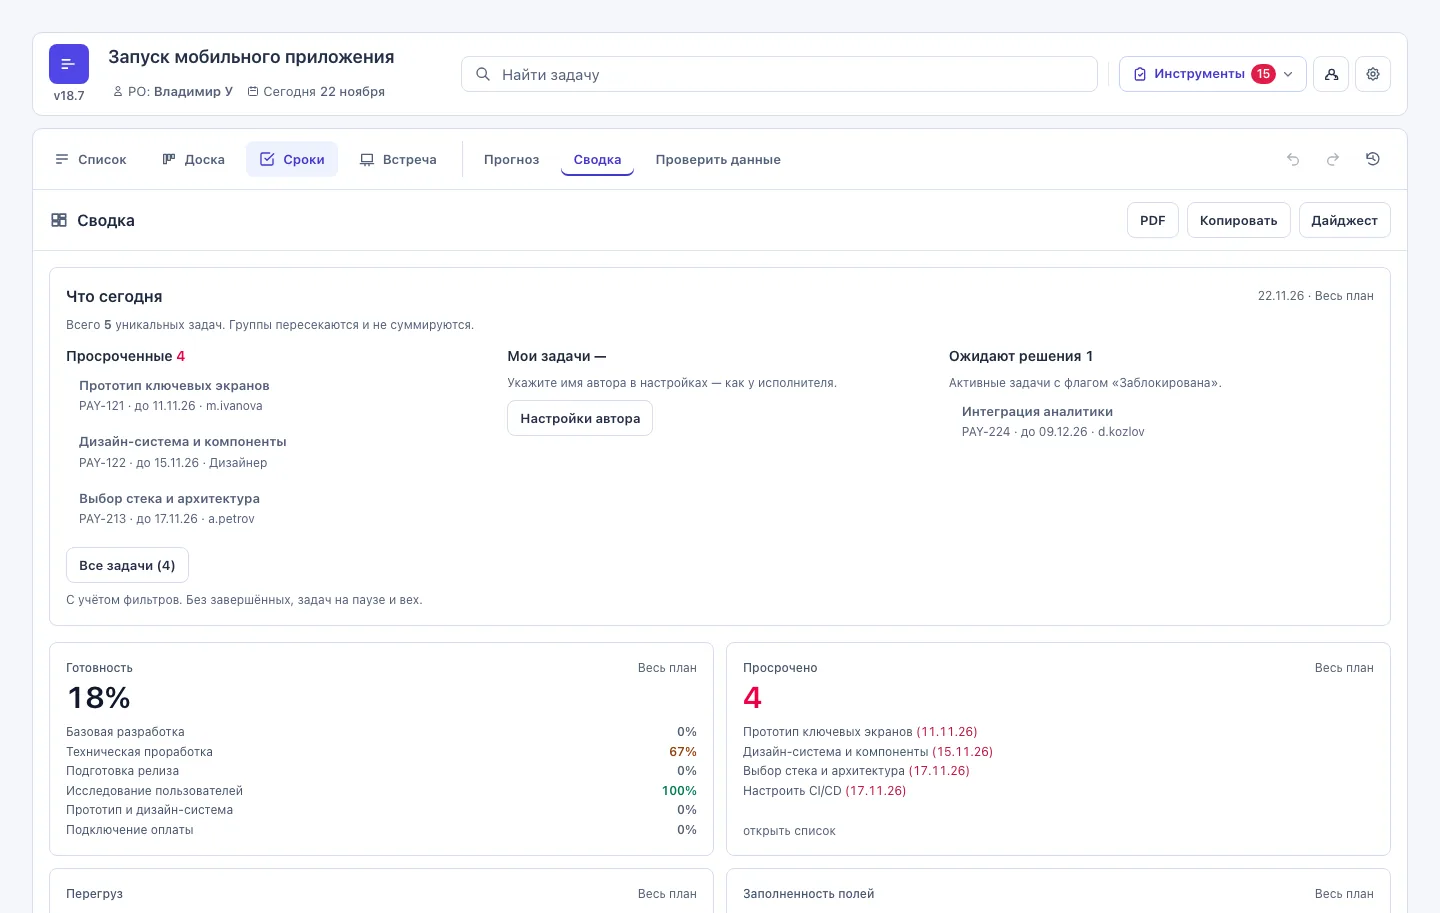 Запуск мобильного приложения
v18.7
PO: Владимир У
Сегодня 22 ноября
Найти задачу
Инструменты 15
Список
Доска
Сроки
Встреча
Прогноз
Сводка
Проверить данные
Сводка
PDF
Копировать
Дайджест
Что сегодня
22.11.26 · Весь план
Всего 5 уникальных задач. Группы пересекаются и не суммируются.
Просроченные 4
Прототип ключевых экранов
PAY-121 · до 11.11.26 · m.ivanova
Дизайн-система и компоненты
PAY-122 · до 15.11.26 · Дизайнер
Выбор стека и архитектура
PAY-213 · до 17.11.26 · a.petrov
Все задачи (4)
С учётом фильтров. Без завершённых, задач на паузе и вех.
Мои задачи —
Укажите имя автора в настройках — как у исполнителя.
Настройки автора
Ожидают решения 1
Активные задачи с флагом «Заблокирована».
Интеграция аналитики
PAY-224 · до 09.12.26 · d.kozlov
Готовность
Весь план
18%
Базовая разработка 0%
Техническая проработка 67%
Подготовка релиза 0%
Исследование пользователей 100%
Прототип и дизайн-система 0%
Подключение оплаты 0%
Просрочено
Весь план
4
Прототип ключевых экранов (11.11.26)
Дизайн-система и компоненты (15.11.26)
Выбор стека и архитектура (17.11.26)
Настроить CI/CD (17.11.26)
открыть список
Перегруз
Весь план
Заполненность полей
Весь план